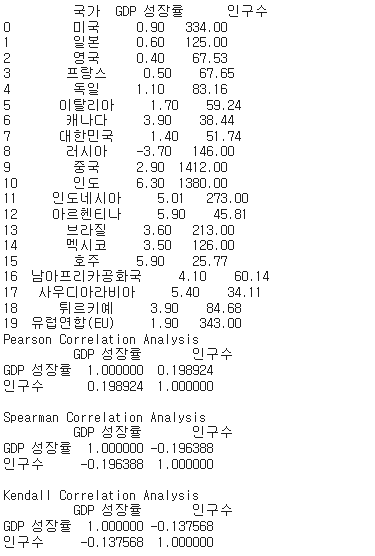 국가 GDP 성장률 인구수
0 미국 0.90 334.00
1 일본 0.60 125.00
2 영국 0.40 67.53
3 프랑스 0.50 67.65
4 독일 1.10 83.16
5 이탈리아 1.70 59.24
6 캐나다 3.90 38.44
7 대한민국 1.40 51.74
8 러시아 -3.70 146.00
9 중국 2.90 1412.00
10 인도 6.30 1380.00
11 인도네시아 5.01 273.00
12 아르헨티나 5.90 45.81
13 브라질 3.60 213.00
14 멕시코 3.50 126.00
15 호주 5.90 25.77
16 남아프리카공화국 4.10 60.14
17 사우디아라비아 5.40 34.11
18 튀르키예 3.90 84.68
19 유럽연합(EU) 1.90 343.00
Pearson Correlation Analysis
GDP 성장률 인구수
GDP 성장률 1.000000 0.198924
인구수 0.198924 1.000000
Spearman Correlation Analysis
GDP 성장률 인구수
GDP 성장률 1.000000 -0.196388
인구수 -0.196388 1.000000
Kendall Correlation Analysis
GDP 성장률 인구수
GDP 성장률 1.000000 -0.137568
인구수 -0.137568 1.000000